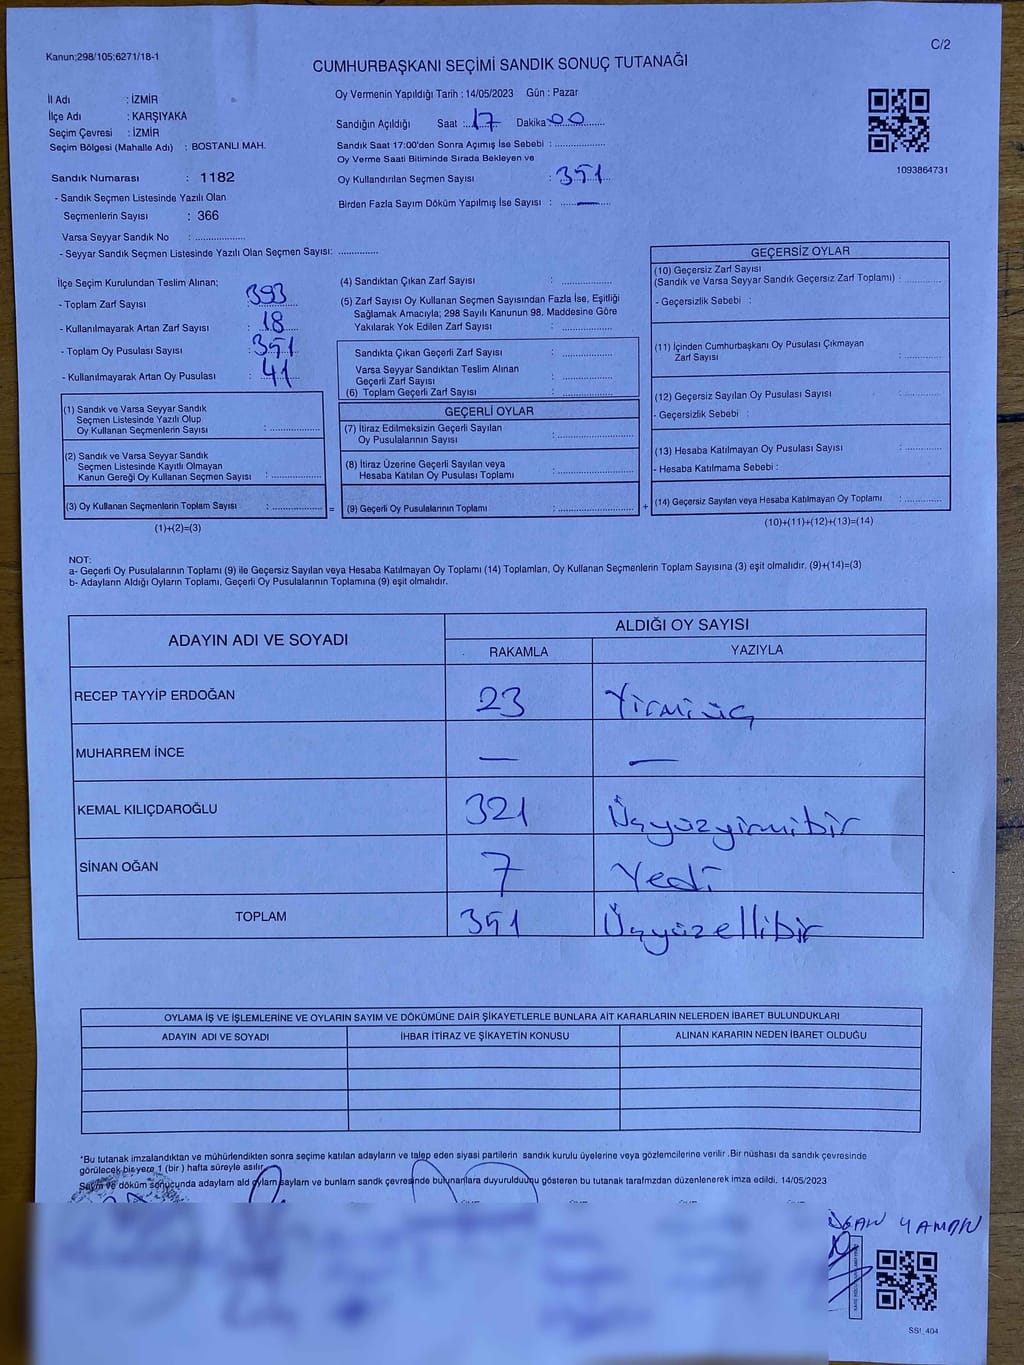 Kanun;298/105;6271/18-1
C/2
CUMHURBAŞKANI SEÇİMİ SANDIK SONUÇ TUTANAĞI
İl Adı : İZMİR
İlçe Adı : KARŞIYAKA
Seçim Çevresi : İZMİR
Seçim Bölgesi (Mahalle Adı) : BOSTANLI MAH.
Sandık Numarası : 1182
- Sandık Seçmen Listesinde Yazılı Olan
Seçmenlerin Sayısı : 366
Varsa Seyyar Sandık No : ..................
- Seyyar Sandık Seçmen Listesinde Yazılı Olan Seçmen Sayısı: .............
Oy Vermenin Yapıldığı Tarih : 14/05/2023 Gün : Pazar
Sandığın Açıldığı Saat : 17 Dakika 00
Sandık Saat 17:00'den Sonra Açımış İse Sebebi : ................
Oy Verme Saati Bitiminde Sırada Bekleyen ve
Oy Kullandırılan Seçmen Sayısı : 351
Birden Fazla Sayım Döküm Yapılmış İse Sayısı : —
1093864731
İlçe Seçim Kurulundan Teslim Alınan;
- Toplam Zarf Sayısı : 393
- Kullanılmayarak Artan Zarf Sayısı : 18
- Toplam Oy Pusulası Sayısı : 351
- Kullanılmayarak Artan Oy Pusulası : 41
(1) Sandık ve Varsa Seyyar Sandık
Seçmen Listesinde Yazılı Olup
Oy Kullanan Seçmenlerin Sayısı : ................
(2) Sandık ve Varsa Seyyar Sandık
Seçmen Listesinde Kayıtlı Olmayan
Kanun Gereği Oy Kullanan Seçmen Sayısı : ................
(3) Oy Kullanan Seçmenlerin Toplam Sayısı : ................ =
(1)+(2)=(3)
(4) Sandıktan Çıkan Zarf Sayısı : ................
(5) Zarf Sayısı Oy Kullanan Seçmen Sayısından Fazla İse, Eşitliği
Sağlamak Amacıyla; 298 Sayılı Kanunun 98. Maddesine Göre
Yakılarak Yok Edilen Zarf Sayısı : ................
Sandıkta Çıkan Geçerli Zarf Sayısı : ................
Varsa Seyyar Sandıktan Teslim Alınan
Geçerli Zarf Sayısı : ................
(6) Toplam Geçerli Zarf Sayısı : ................
GEÇERLİ OYLAR
(7) İtiraz Edilmeksizin Geçerli Sayılan
Oy Pusulalarının Sayısı : ................
(8) İtiraz Üzerine Geçerli Sayılan veya
Hesaba Katılan Oy Pusulası Toplamı : ................
(9) Geçerli Oy Pusulalarının Toplamı : ................ +
GEÇERSİZ OYLAR
(10) Geçersiz Zarf Sayısı
(Sandık ve Varsa Seyyar Sandık Geçersiz Zarf Toplamı) : ............
- Geçersizlik Sebebi :
(11) İçinden Cumhurbaşkanı Oy Pusulası Çıkmayan
Zarf Sayısı : ............
(12) Geçersiz Sayılan Oy Pusulası Sayısı : ............
- Geçersizlik Sebebi :
(13) Hesaba Katılmayan Oy Pusulası Sayısı : ............
- Hesaba Katılmama Sebebi :
(14) Geçersiz Sayılan veya Hesaba Katılmayan Oy Toplamı : ............
(10)+(11)+(12)+(13)=(14)
NOT:
a- Geçerli Oy Pusulalarının Toplamı (9) ile Geçersiz Sayılan veya Hesaba Katılmayan Oy Toplamı (14) Toplamları, Oy Kullanan Seçmenlerin Toplam Sayısına (3) eşit olmalıdır. (9)+(14)=(3)
b- Adayların Aldığı Oyların Toplamı, Geçerli Oy Pusulalarının Toplamına (9) eşit olmalıdır.
ADAYIN ADI VE SOYADI ALDIĞI OY SAYISI
RAKAMLA YAZIYLA
RECEP TAYYİP ERDOĞAN 23 Yirmiüç
MUHARREM İNCE — —
KEMAL KILIÇDAROĞLU 321 Üçyüzyirmibir
SİNAN OĞAN 7 Yedi
TOPLAM 351 Üçyüzellibir
OYLAMA İŞ VE İŞLEMLERİNE VE OYLARIN SAYIM VE DÖKÜMÜNE DAİR ŞİKAYETLERLE BUNLARA AİT KARARLARIN NELERDEN İBARET BULUNDUKLARI
ADAYIN ADI VE SOYADI İHBAR İTİRAZ VE ŞİKAYETİN KONUSU ALINAN KARARIN NEDEN İBARET OLDUĞU
*Bu tutanak imzalandıktan ve mühürlendikten sonra seçime katılan adayların ve talep eden siyasi partilerin sandık kurulu üyelerine veya gözlemcilerine verilir .Bir nüshası da sandık çevresinde
görülecek bis yere 1 (bir ) hafta süreyle asılır.
Sayım ve döküm sonucunda adayların ald oyların sayıları ve bunların sandık çevresinde bulunanlara duyurulduğu gösteren bu tutanak tarafımızdan düzenlenerek imza edildi. 14/05/2023
YAMAN
SS!_404